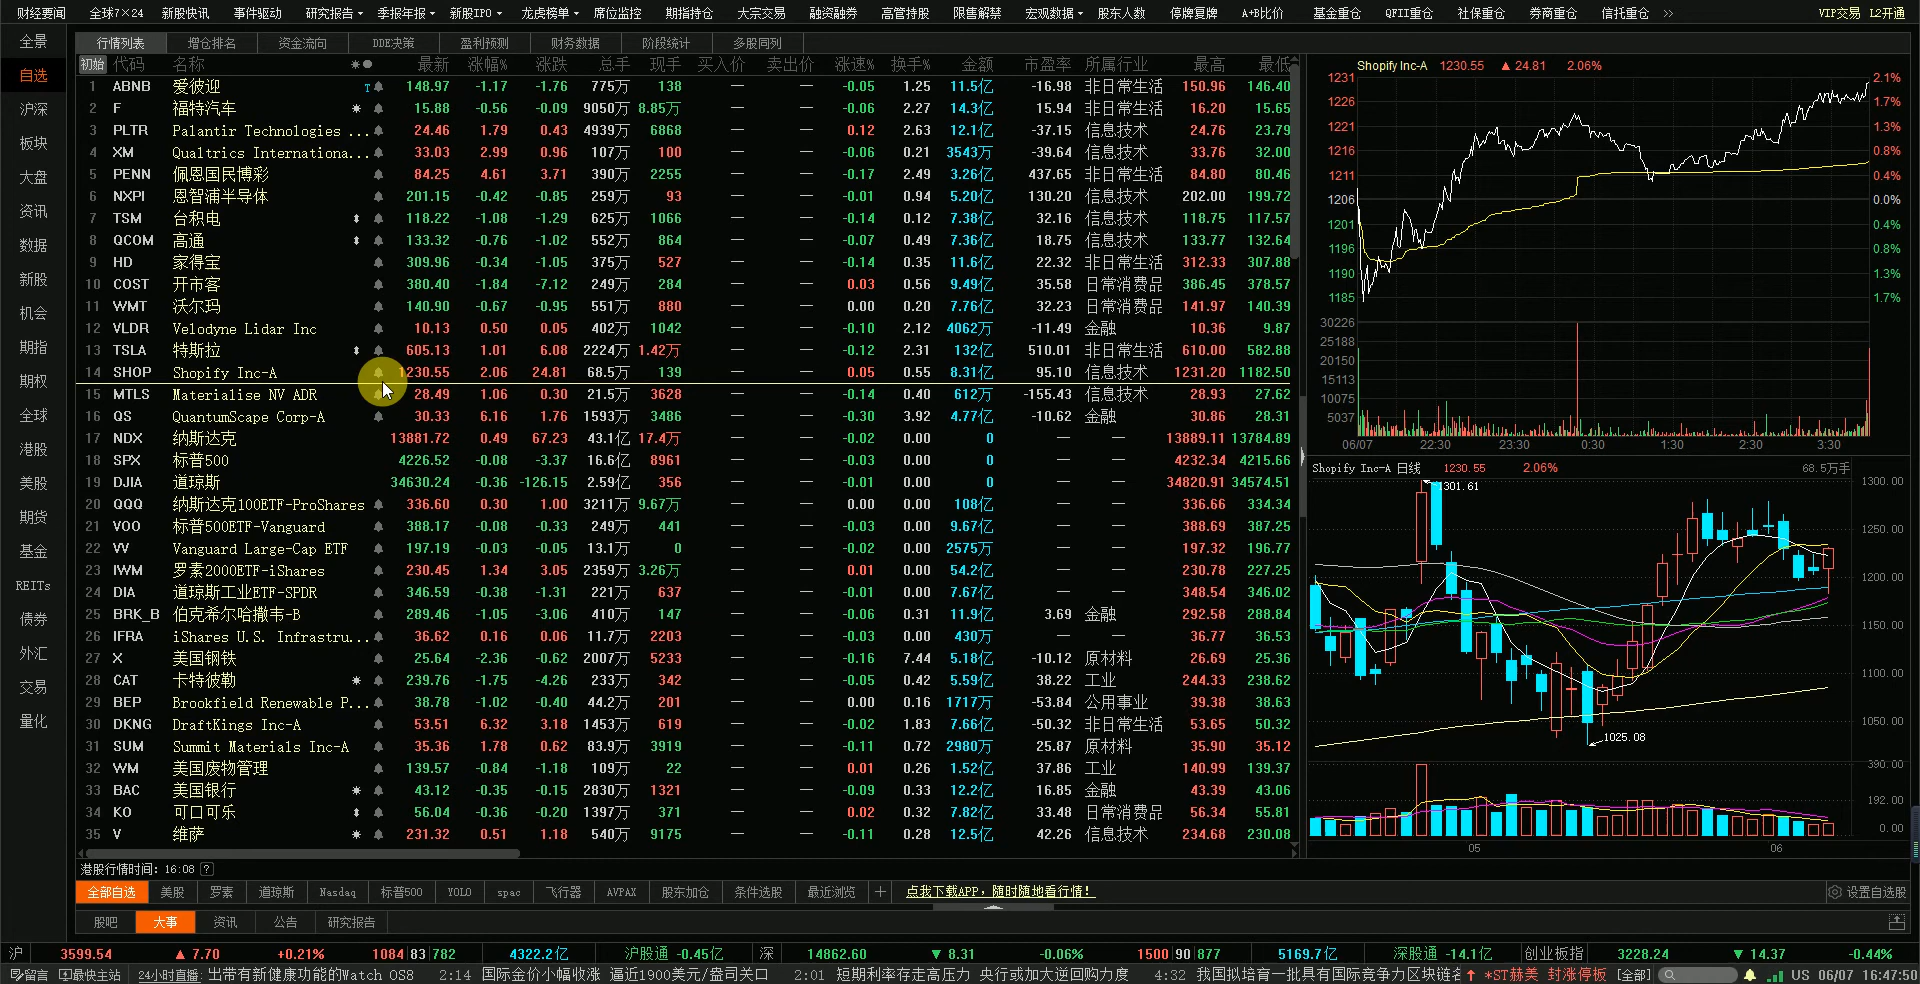 财经要闻 全球7×24 新股快讯 事件驱动 研究报告 季报年报 新股IPO 龙虎榜单 席位监控 期指持仓 大宗交易 融资融券 高管持股 限售解禁 宏观数据 股东人数 停牌复牌 A+B比价 基金重仓 QFII重仓 社保重仓 券商重仓 信托重仓 VIP交易 L2开通
行情列表 增仓排名 资金流向 DDE决策 盈利预测 财务数据 阶段统计 多股同列
初始 代码 名称 最新 涨幅% 涨跌 总手 现手 买入价 卖出价 涨速% 换手% 金额 市盈率 所属行业 最高 最低
1 ABNB 爱彼迎 T 148.97 -1.17 -1.76 775万 138 — — -0.05 1.25 11.5亿 -16.98 非日常生活 150.96 146.40
2 F 福特汽车 15.88 -0.56 -0.09 9050万 8.85万 — — -0.06 2.27 14.3亿 15.94 非日常生活 16.20 15.65
3 PLTR Palantir Technologies ... 24.46 1.79 0.43 4939万 6868 — — 0.12 2.63 12.1亿 -37.15 信息技术 24.76 23.79
4 XM Qualtrics Internationa... 33.03 2.99 0.96 107万 100 — — -0.06 0.21 3543万 -39.64 信息技术 33.76 32.00
5 PENN 佩恩国民博彩 84.25 4.61 3.71 390万 2255 — — -0.17 2.49 3.26亿 437.65 非日常生活 84.80 80.46
6 NXPI 恩智浦半导体 201.15 -0.42 -0.85 259万 93 — — -0.01 0.94 5.20亿 130.20 信息技术 202.00 199.72
7 TSM 台积电 118.22 -1.08 -1.29 625万 1066 — — -0.14 0.12 7.38亿 32.16 信息技术 118.75 117.57
8 QCOM 高通 133.32 -0.76 -1.02 552万 864 — — -0.07 0.49 7.36亿 18.75 信息技术 133.77 132.64
9 HD 家得宝 309.96 -0.34 -1.05 375万 527 — — -0.14 0.35 11.6亿 22.32 非日常生活 312.33 307.88
10 COST 开市客 380.40 -1.84 -7.12 249万 284 — — 0.03 0.56 9.49亿 35.58 日常消费品 386.45 378.57
11 WMT 沃尔玛 140.90 -0.67 -0.95 551万 880 — — 0.00 0.20 7.76亿 32.23 日常消费品 141.97 140.39
12 VLDR Velodyne Lidar Inc 10.13 0.50 0.05 402万 1042 — — -0.10 2.12 4062万 -11.49 金融 10.36 9.87
13 TSLA 特斯拉 605.13 1.01 6.08 2224万 1.42万 — — -0.12 2.31 132亿 510.01 非日常生活 610.00 582.88
14 SHOP Shopify Inc-A 1230.55 2.06 24.81 68.5万 139 — — 0.05 0.55 8.31亿 95.10 信息技术 1231.20 1182.50
15 MTLS Materialise NV ADR 28.49 1.06 0.30 21.5万 3628 — — -0.14 0.40 612万 -155.43 信息技术 28.93 27.62
16 QS QuantumScape Corp-A 30.33 6.16 1.76 1593万 3486 — — -0.30 3.92 4.77亿 -10.62 金融 30.86 28.31
17 NDX 纳斯达克 13881.72 0.49 67.23 43.1亿 17.4万 — — -0.02 0.00 0 — — 13889.11 13784.89
18 SPX 标普500 4226.52 -0.08 -3.37 16.6亿 8961 — — -0.03 0.00 0 — — 4232.34 4215.66
19 DJIA 道琼斯 34630.24 -0.36 -126.15 2.59亿 356 — — -0.01 0.00 0 — — 34820.91 34574.51
20 QQQ 纳斯达克100ETF-ProShares 336.60 0.30 1.00 3211万 9.67万 — — 0.00 0.00 108亿 — — 336.66 334.34
21 VOO 标普500ETF-Vanguard 388.17 -0.08 -0.33 249万 441 — — -0.03 0.00 9.67亿 — — 388.69 387.25
22 VV Vanguard Large-Cap ETF 197.19 -0.03 -0.05 13.1万 0 — — -0.02 0.00 2575万 — — 197.32 196.77
23 IWM 罗素2000ETF-iShares 230.45 1.34 3.05 2359万 3.26万 — — 0.01 0.00 54.2亿 — — 230.78 227.25
24 DIA 道琼斯工业ETF-SPDR 346.59 -0.38 -1.31 221万 637 — — -0.01 0.00 7.67亿 — — 348.54 346.02
25 BRK_B 伯克希尔哈撒韦-B 289.46 -1.05 -3.06 410万 147 — — -0.06 0.31 11.9亿 3.69 金融 292.58 288.84
26 IFRA iShares U.S. Infrastru... 36.62 0.16 0.06 11.7万 2203 — — -0.03 0.00 430万 — — 36.77 36.53
27 X 美国钢铁 25.64 -2.36 -0.62 2007万 5233 — — -0.16 7.44 5.18亿 -10.12 原材料 26.69 25.36
28 CAT 卡特彼勒 239.76 -1.75 -4.26 233万 342 — — -0.05 0.42 5.59亿 38.22 工业 244.33 238.62
29 BEP Brookfield Renewable P... 38.78 -1.02 -0.40 44.2万 201 — — 0.00 0.16 1717万 -53.84 公用事业 39.38 38.63
30 DKNG DraftKings Inc-A 53.51 6.32 3.18 1453万 619 — — -0.02 1.83 7.66亿 -50.32 非日常生活 53.65 50.32
31 SUM Summit Materials Inc-A 35.36 1.78 0.62 83.9万 3919 — — -0.11 0.72 2980万 25.87 原材料 35.90 35.12
32 WM 美国废物管理 139.57 -0.84 -1.18 109万 22 — — 0.01 0.26 1.52亿 37.86 工业 140.99 139.37
33 BAC 美国银行 43.12 -0.35 -0.15 2830万 1321 — — -0.09 0.33 12.2亿 16.85 金融 43.39 43.06
34 KO 可口可乐 56.04 -0.36 -0.20 1397万 371 — — 0.02 0.32 7.82亿 33.48 日常消费品 56.34 55.81
35 V 维萨 231.32 0.51 1.18 540万 9175 — — -0.11 0.28 12.5亿 42.26 信息技术 234.68 230.08
全景
自选
沪深
板块
大盘
资讯
数据
新股
机会
期指
期权
全球
港股
美股
期货
基金
REITs
债券
外汇
交易
量化
Shopify Inc-A 1230.55 ▲ 24.81 2.06%
1231 2.1%
1226 1.7%
1221 1.3%
1216 0.8%
1211 0.4%
1206 0.0%
1201 0.4%
1196 0.8%
1190 1.3%
1185 1.7%
30226
25188
20150
15113
10075
5037
06/07 22:30 23:30 0:30 1:30 2:30 3:30
Shopify Inc-A 日线 1230.55 2.06% 68.5万手
1301.61
1300.00
1250.00
1200.00
1150.00
1100.00
1050.00
1025.08
390.00
192.00
0.00
05 06
港股行情时间: 16:08 ?
全部自选 美股 罗素 道琼斯 Nasdaq 标普500 YOLO spac 飞行器 AVPAX 股东加仓 条件选股 最近浏览 + 点我下载APP，随时随地看行情! 设置自选股
股吧 大事 资讯 公告 研究报告
沪 3599.54 ▲ 7.70 +0.21% 1084 83 782 4322.2亿 沪股通 -0.45亿 深 14862.60 ▼ 8.31 -0.06% 1500 90 877 5169.7亿 深股通 -14.1亿 创业板指 3228.24 ▼ 14.37 -0.44%
留言 最快主站 24小时直播: 出带有新健康功能的Watch OS8 2:14 国际金价小幅收涨 逼近1900美元/盎司关口 2:01 短期利率存走高压力 央行或加大逆回购力度 4:32 我国拟培育一批具有国际竞争力区块链 *ST赫美 封涨停板 [全部] US 06/07 16:47:50